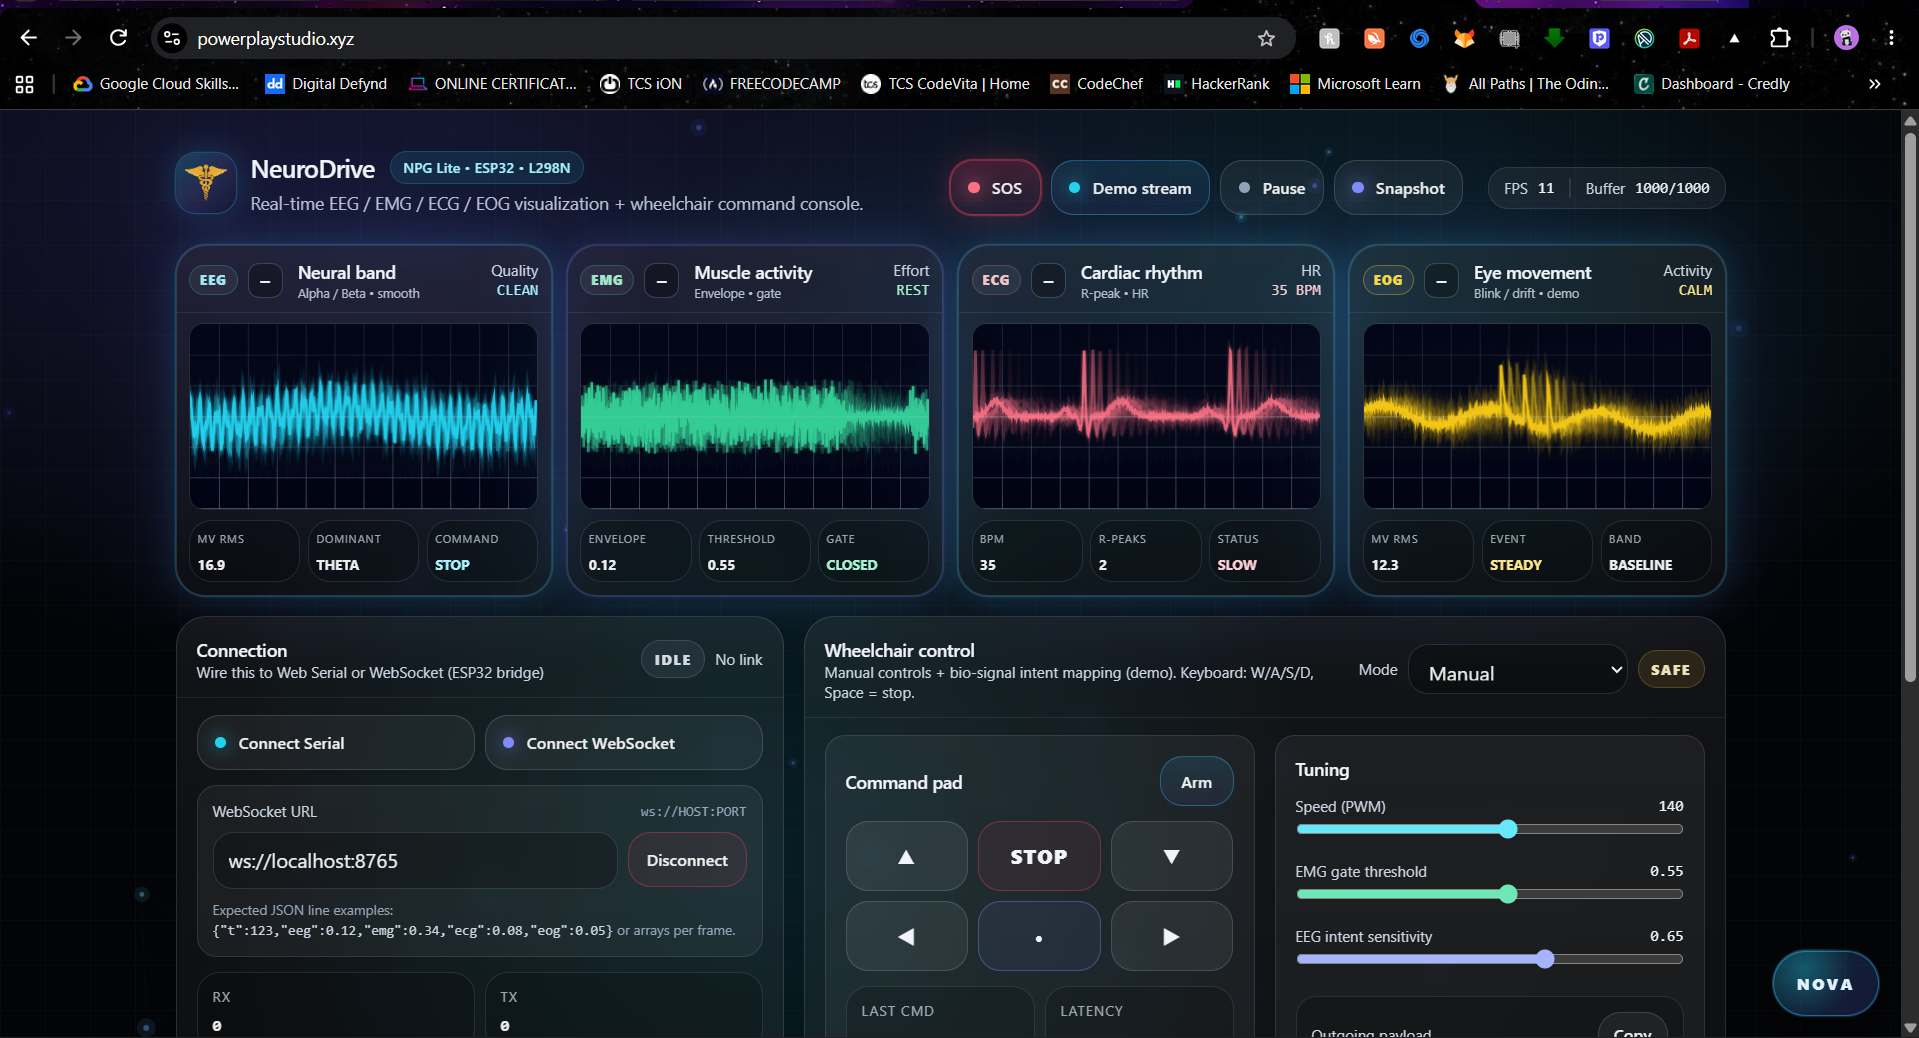 powerplaystudio.xyz
Google Cloud Skills...
Digital Defynd
ONLINE CERTIFICAT...
TCS iON
FREECODECAMP
TCS CodeVita | Home
CodeChef
HackerRank
Microsoft Learn
All Paths | The Odin...
Dashboard - Credly
NeuroDrive
NPG Lite • ESP32 • L298N
Real-time EEG / EMG / ECG / EOG visualization + wheelchair command console.
SOS
Demo stream
Pause
Snapshot
FPS 11
Buffer 1000/1000
EEG
Neural band
Alpha / Beta • smooth
Quality
CLEAN
MV RMS
16.9
DOMINANT
THETA
COMMAND
STOP
EMG
Muscle activity
Envelope • gate
Effort
REST
ENVELOPE
0.12
THRESHOLD
0.55
GATE
CLOSED
ECG
Cardiac rhythm
R-peak • HR
HR
35 BPM
BPM
35
R-PEAKS
2
STATUS
SLOW
EOG
Eye movement
Blink / drift • demo
Activity
CALM
MV RMS
12.3
EVENT
STEADY
BAND
BASELINE
Connection
Wire this to Web Serial or WebSocket (ESP32 bridge)
IDLE
No link
Connect Serial
Connect WebSocket
WebSocket URL
ws://HOST:PORT
ws://localhost:8765
Disconnect
Expected JSON line examples:
{"t":123,"eeg":0.12,"emg":0.34,"ecg":0.08,"eog":0.05} or arrays per frame.
RX
0
TX
0
Wheelchair control
Manual controls + bio-signal intent mapping (demo). Keyboard: W/A/S/D,
Space = stop.
Mode
Manual
SAFE
Command pad
Arm
STOP
LAST CMD
LATENCY
Tuning
Speed (PWM)
140
EMG gate threshold
0.55
EEG intent sensitivity
0.65
Outgoing payload
Copy
NOVA